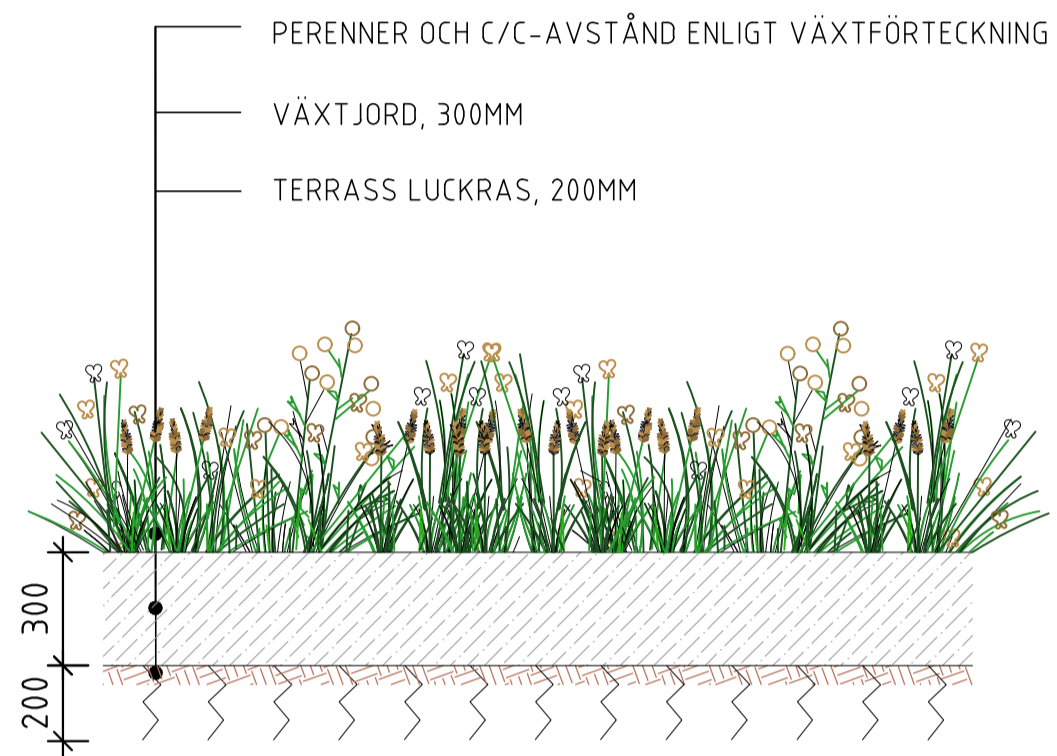 PERENNER OCH C/C-AVSTÅND ENLIGT VÄXTFÖRTECKNING
VÄXTJORD, 300MM
TERRASS LUCKRAS, 200MM
300
200